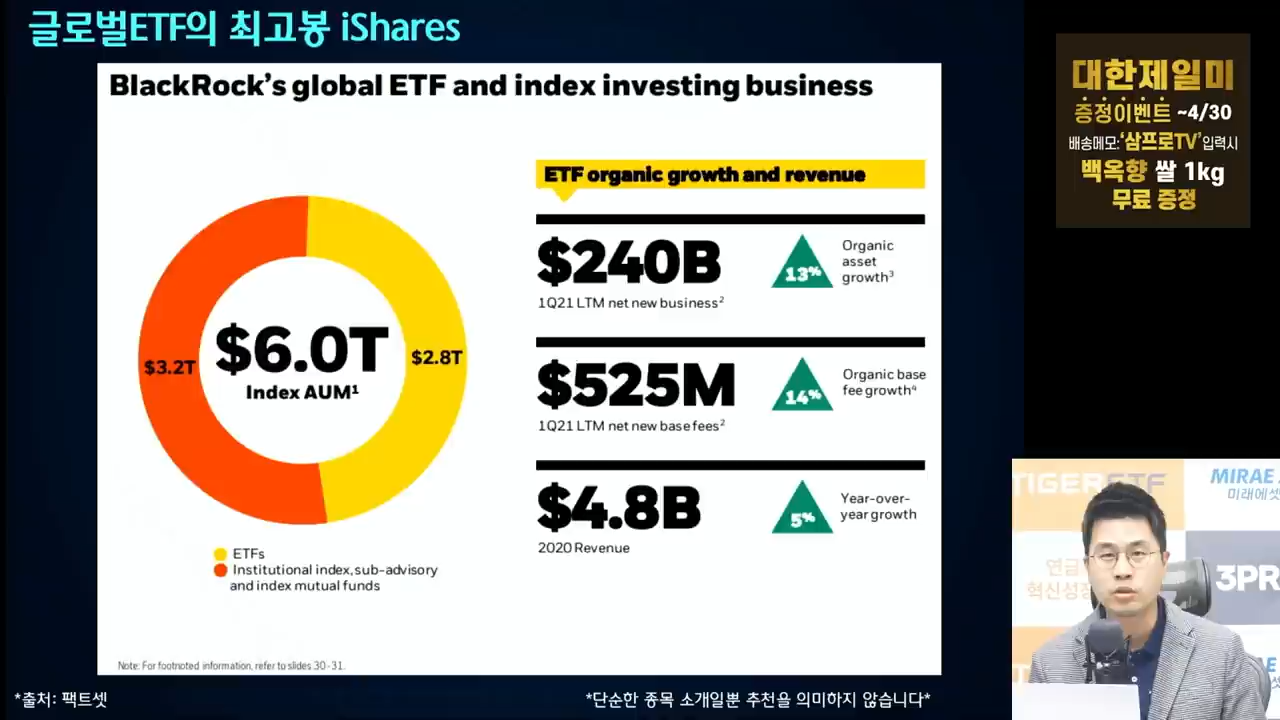 글로벌ETF의 최고봉 iShares
BlackRock's global ETF and index investing business
$3.2T
$6.0T
Index AUM¹
$2.8T
ETFs
Institutional index, sub-advisory
and index mutual funds
Note: For footnoted information, refer to slides 30-31.
ETF organic growth and revenue
$240B
1Q21 LTM net new business²
13%
Organic
asset
growth³
$525M
1Q21 LTM net new base fees²
14%
Organic base
fee growth⁴
$4.8B
2020 Revenue
5%
Year-over-
year growth
*출처: 팩트셋
*단순한 종목 소개일뿐 추천을 의미하지 않습니다*
대한제일미
증정이벤트 ~4/30
배송메모:'삼프로TV'입력시
백옥향 쌀 1kg
무료 증정
TIGER ETF
MIRAE
미래에셋
연금
혁신성장
3PR